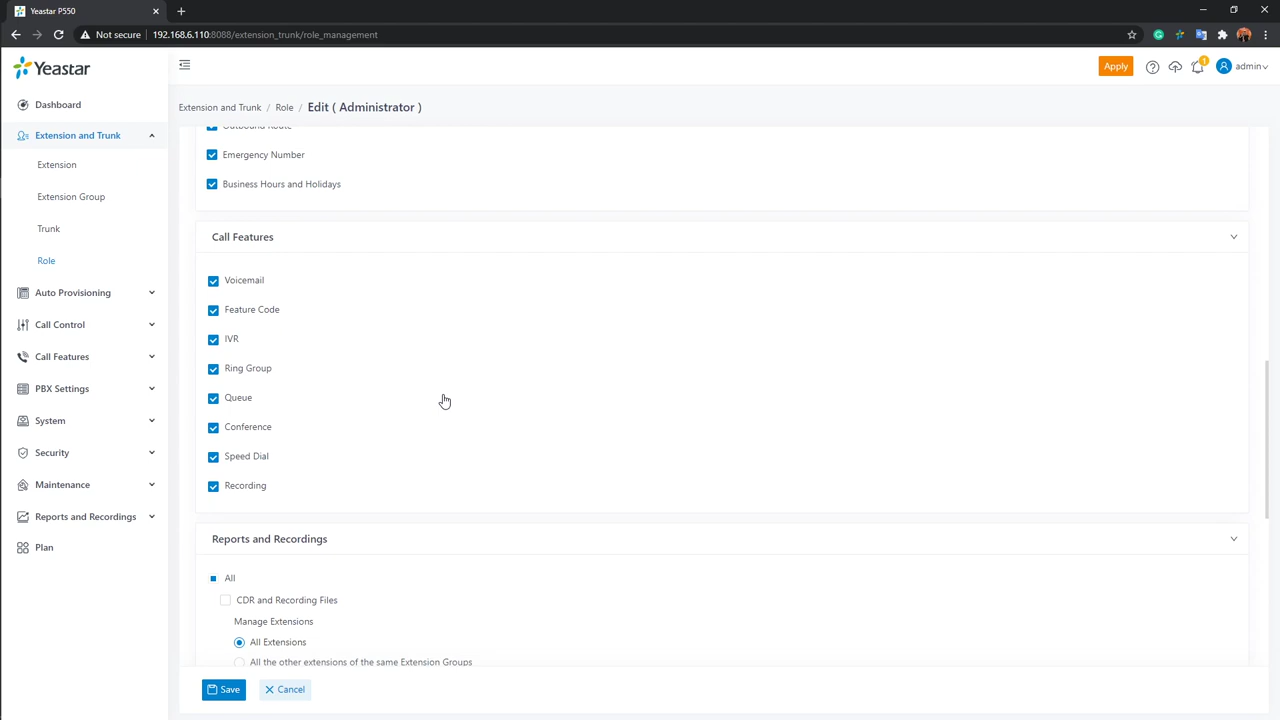 Yeastar P550
Not secure 192.168.6.110:8088/extension_trunk/role_management
Yeastar
Apply
1
admin
Dashboard
Extension and Trunk
Extension
Extension Group
Trunk
Role
Auto Provisioning
Call Control
Call Features
PBX Settings
System
Security
Maintenance
Reports and Recordings
Plan
Extension and Trunk / Role / Edit ( Administrator )
Outbound Route
Emergency Number
Business Hours and Holidays
Call Features
Voicemail
Feature Code
IVR
Ring Group
Queue
Conference
Speed Dial
Recording
Reports and Recordings
All
CDR and Recording Files
Manage Extensions
All Extensions
All the other extensions of the same Extension Groups
Save
Cancel